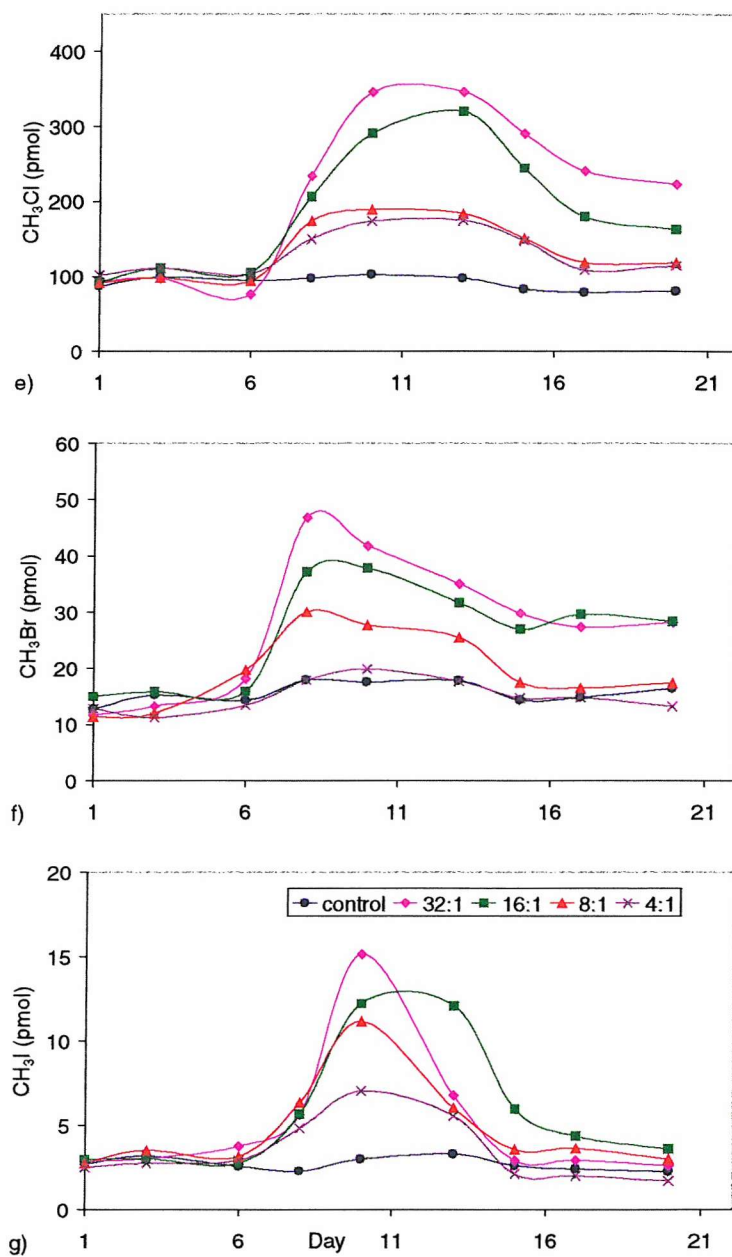 400
300
200
100
0
CH₃Cl (pmol)
1 6 11 16 21
e)
60
50
40
30
20
10
0
CH₃Br (pmol)
1 6 11 16 21
f)
20
15
10
5
0
CH₃I (pmol)
control 32:1 16:1 8:1 4:1
1 6 Day 11 16 21
g)